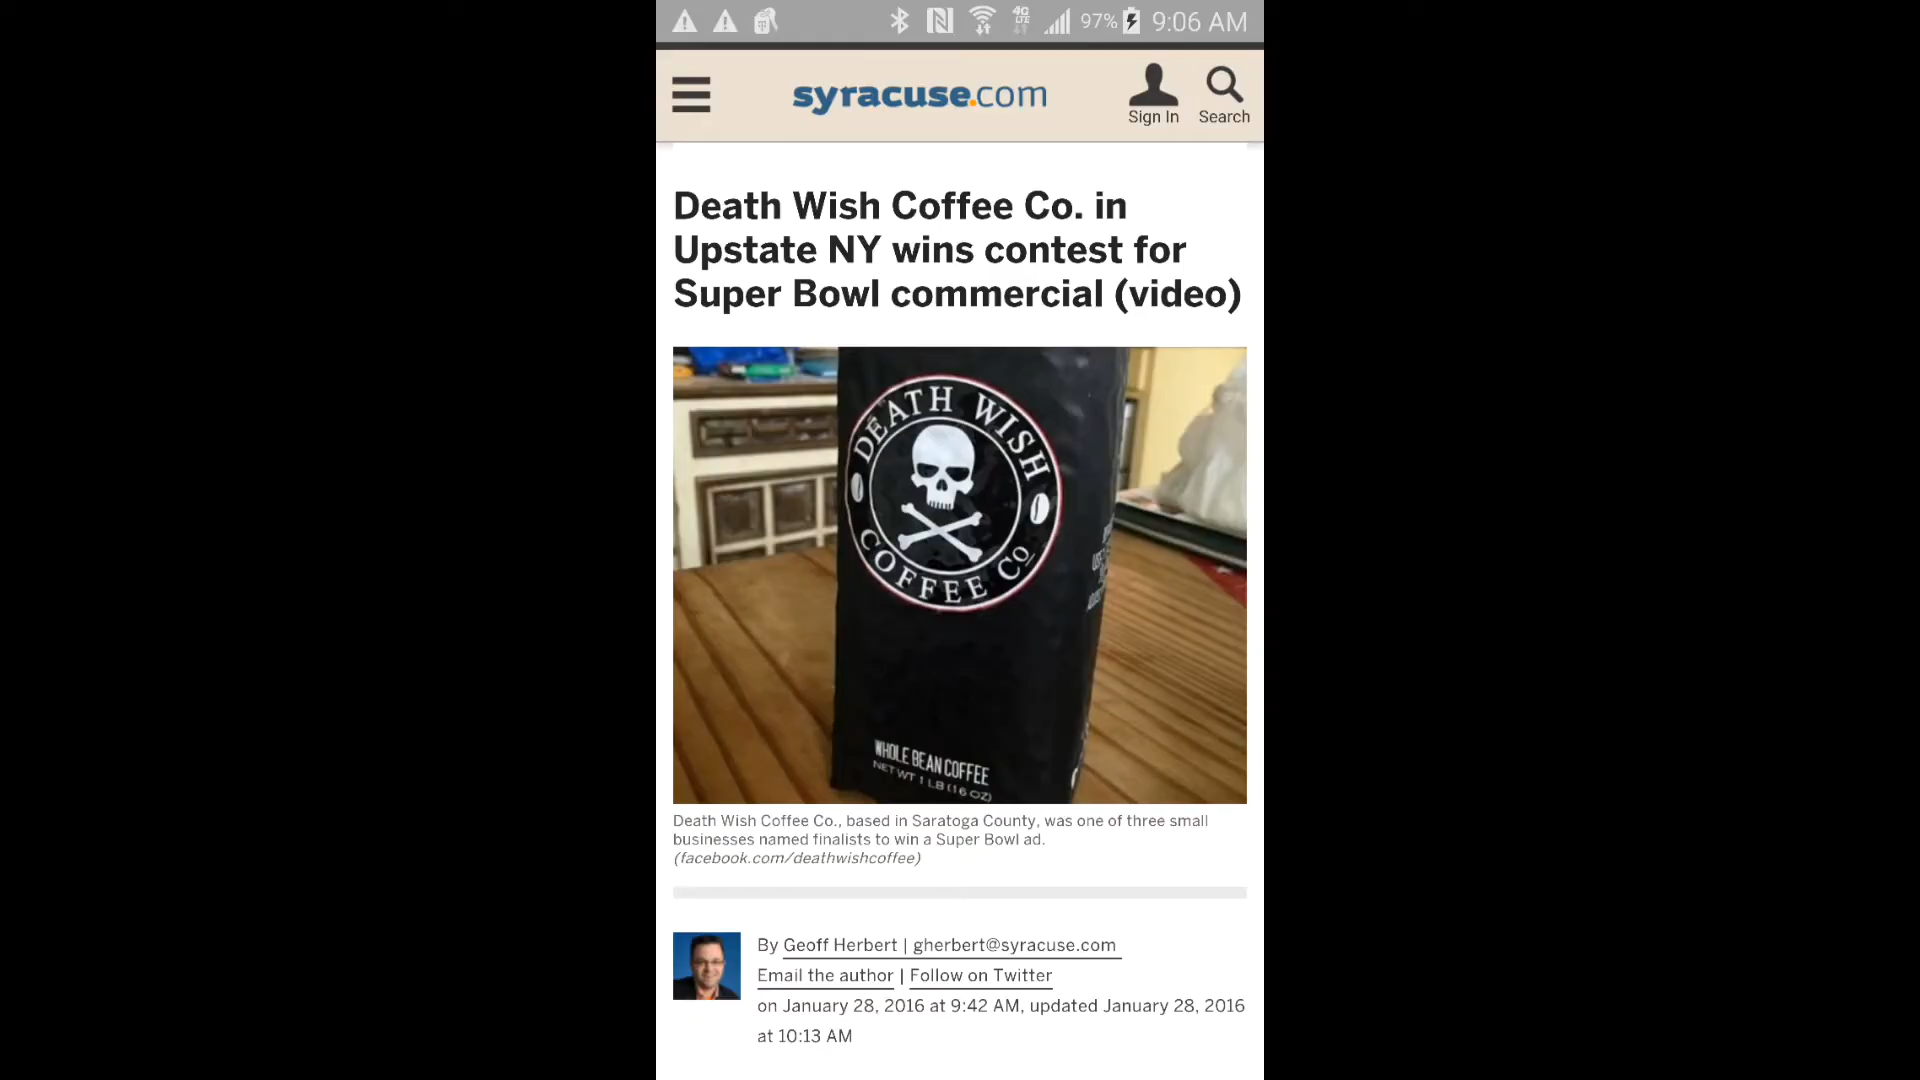 4G
LTE
97%
9:06 AM
syracuse.com
Sign In
Search
Death Wish Coffee Co. in
Upstate NY wins contest for
Super Bowl commercial (video)
DEATH WISH
COFFEE Co
WHOLE BEAN COFFEE
NET WT 1 LB (16 OZ)
Death Wish Coffee Co., based in Saratoga County, was one of three small
businesses named finalists to win a Super Bowl ad.
(facebook.com/deathwishcoffee)
By Geoff Herbert | gherbert@syracuse.com
Email the author | Follow on Twitter
on January 28, 2016 at 9:42 AM, updated January 28, 2016
at 10:13 AM